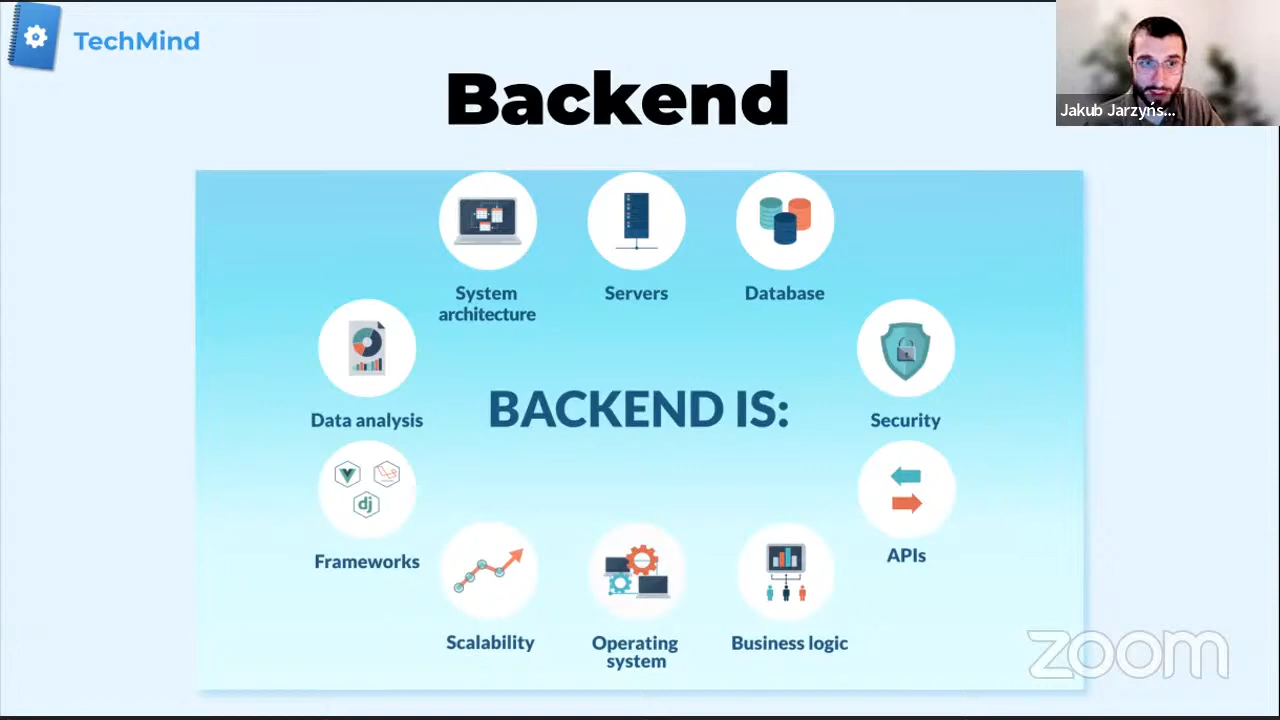 TechMind
Backend
Jakub Jarzyńs...
System
architecture
Servers
Database
Data analysis
BACKEND IS:
Security
dj
Frameworks
APIs
Scalability
Operating
system
Business logic
zoom